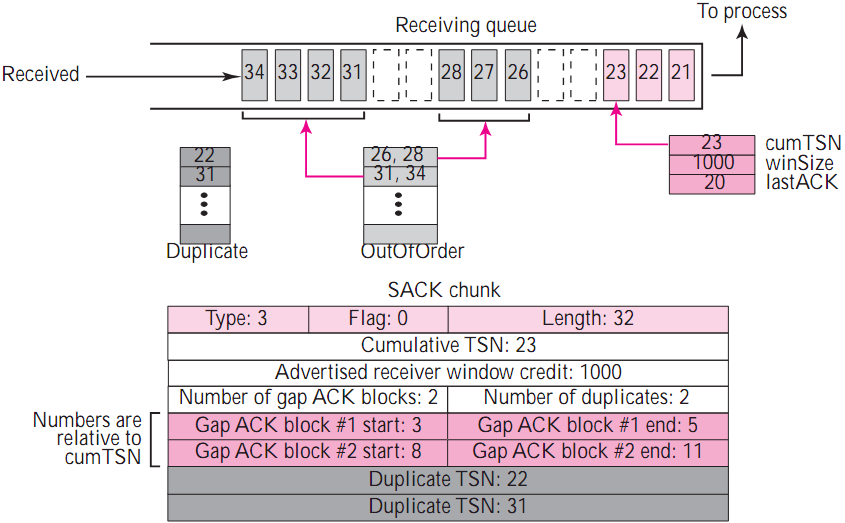 To process
Receiving queue
Received
34 33 32 31 28 27 26 23 22 21
22
31
Duplicate
26, 28
31, 34
OutOfOrder
23 cumTSN
1000 winSize
20 lastACK
SACK chunk
Type: 3 Flag: 0 Length: 32
Cumulative TSN: 23
Advertised receiver window credit: 1000
Number of gap ACK blocks: 2 Number of duplicates: 2
Numbers are
relative to
cumTSN
Gap ACK block #1 start: 3 Gap ACK block #1 end: 5
Gap ACK block #2 start: 8 Gap ACK block #2 end: 11
Duplicate TSN: 22
Duplicate TSN: 31